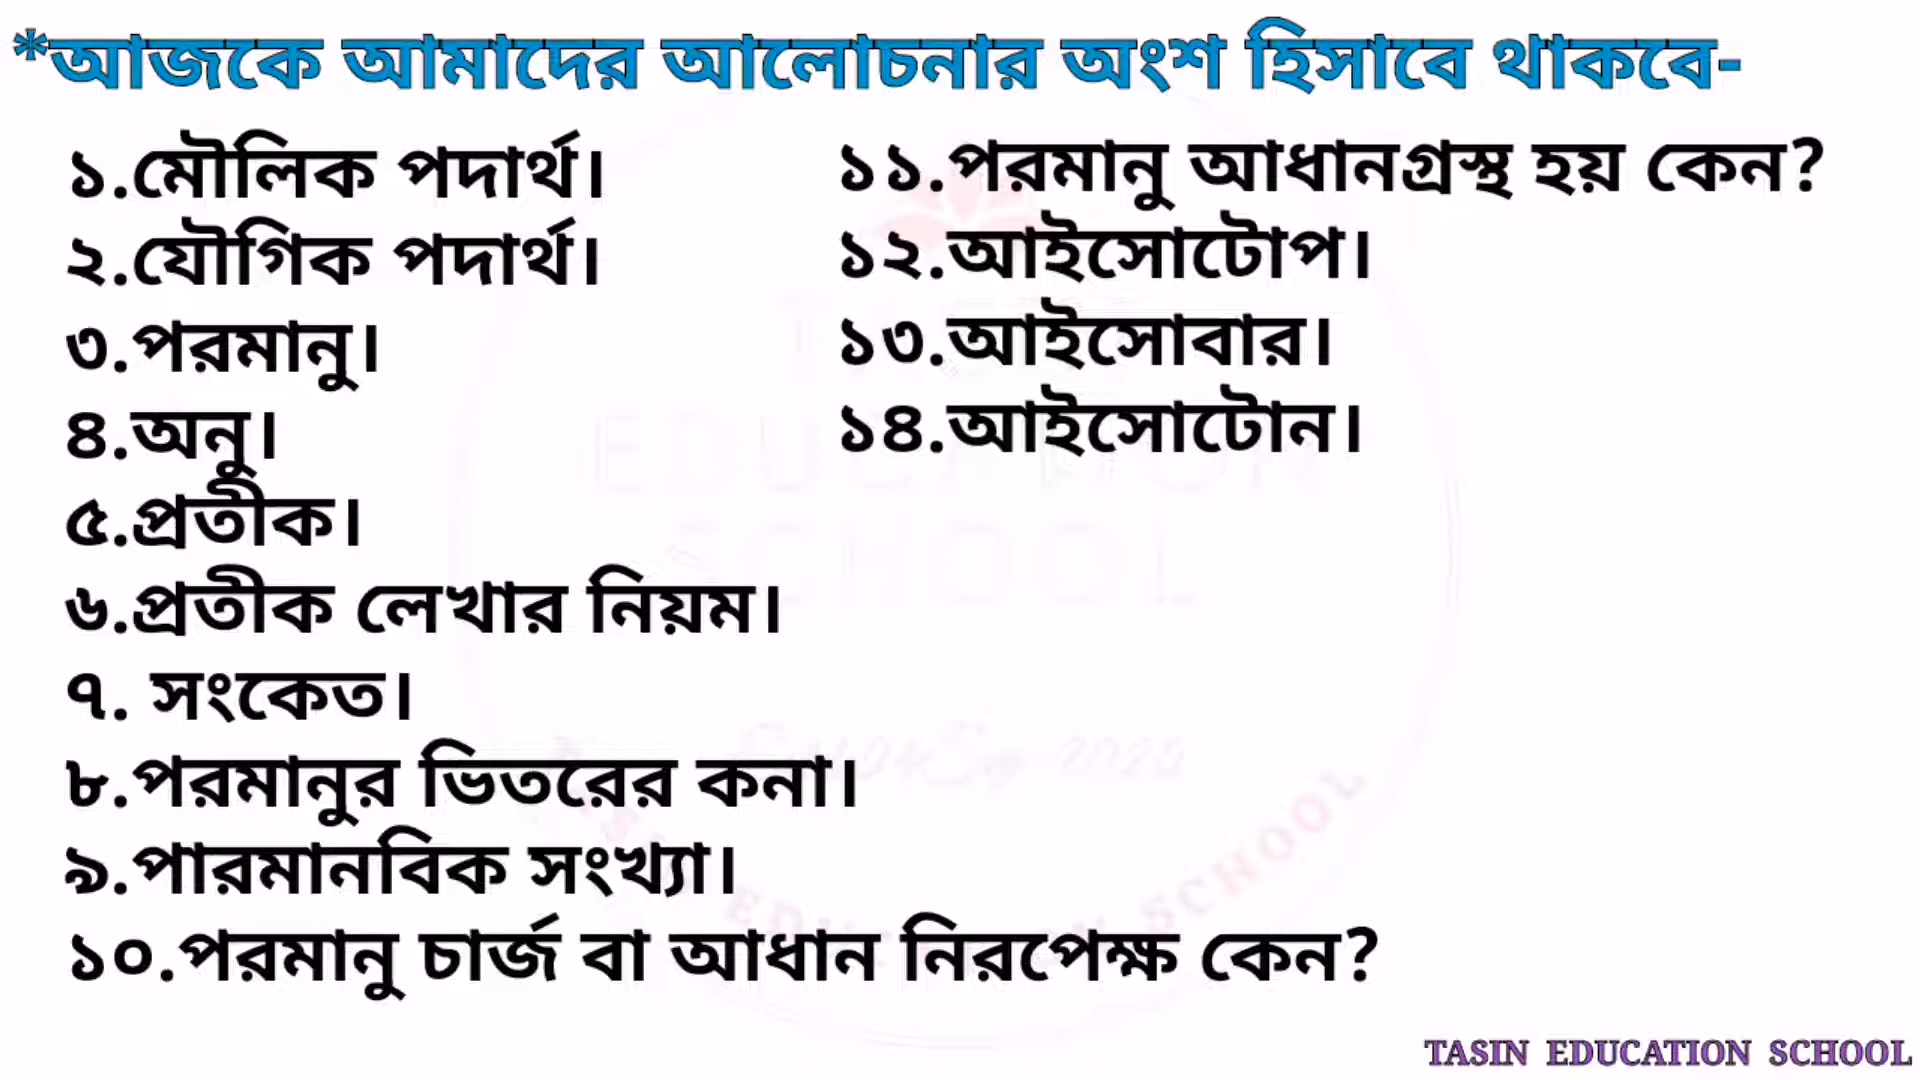 *আজকে আমাদের আলোচনার অংশ হিসাবে থাকবে-
১.মৌলিক পদার্থ।
২.যৌগিক পদার্থ।
৩.পরমানু।
৪.অনু।
৫.প্রতীক।
৬.প্রতীক লেখার নিয়ম।
৭. সংকেত।
৮.পরমানুর ভিতরের কনা।
৯.পারমানবিক সংখ্যা।
১০.পরমানু চার্জ বা আধান নিরপেক্ষ কেন?
১১.পরমানু আধানগ্রস্থ হয় কেন?
১২.আইসোটোপ।
১৩.আইসোবার।
১৪.আইসোটোন।
EDUCATION
SCHOOL
TASIN EDUCATION SCHOOL